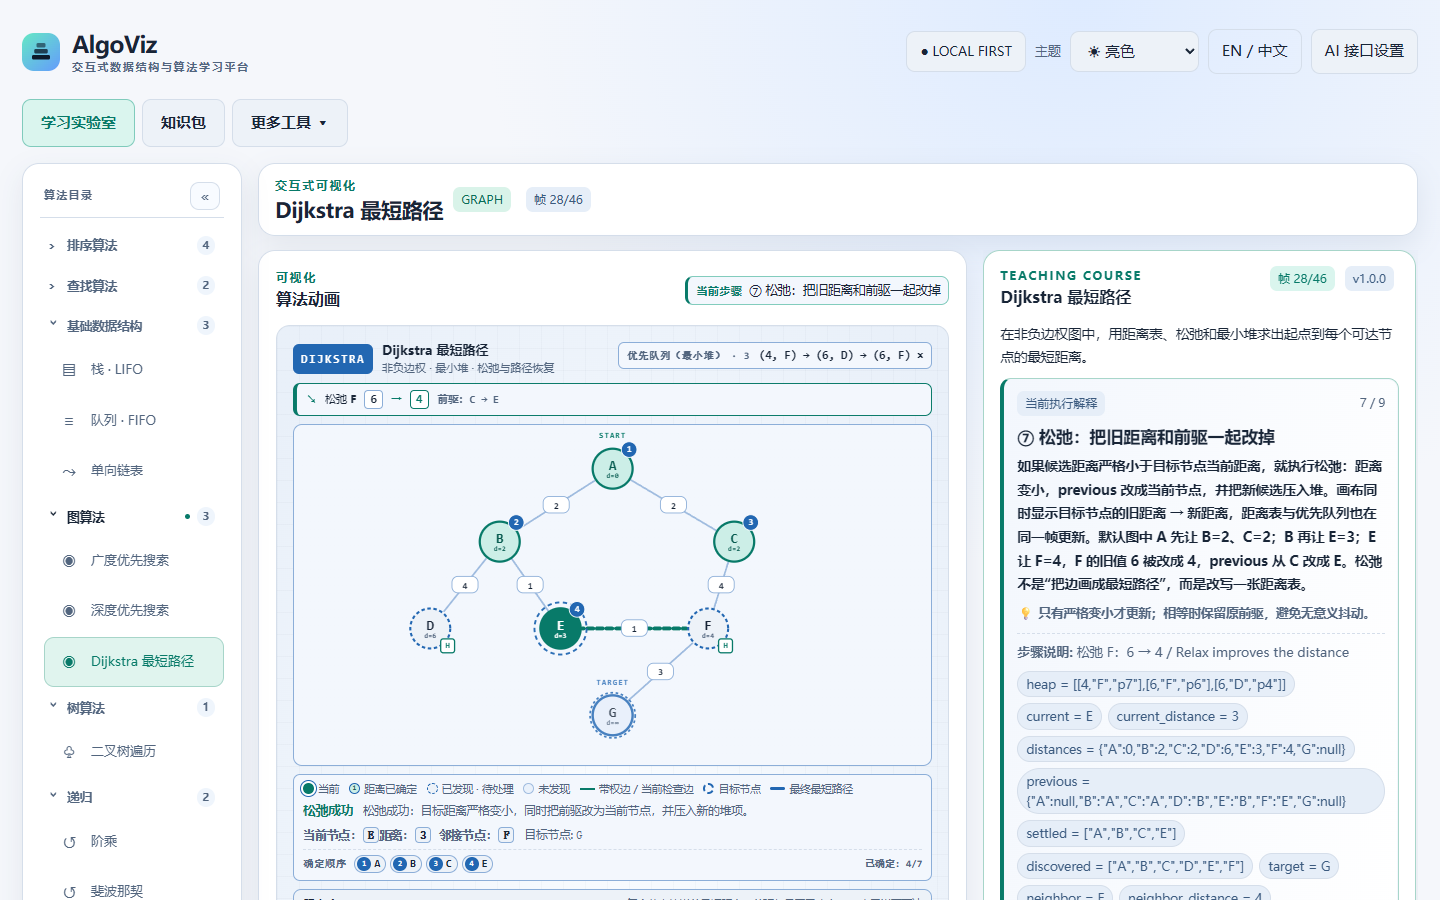 AlgoViz
交互式数据结构与算法学习平台
● LOCAL FIRST
主题
☀ 亮色
EN / 中文
AI 接口设置
学习实验室
知识包
更多工具 ▾
算法目录
«
› 排序算法 4
› 查找算法 2
基础数据结构 3
栈 · LIFO
队列 · FIFO
单向链表
图算法 • 3
广度优先搜索
深度优先搜索
Dijkstra 最短路径
树算法 1
二叉树遍历
递归 2
阶乘
斐波那契
交互式可视化
Dijkstra 最短路径
GRAPH
帧 28/46
可视化
算法动画
当前步骤 ⑦ 松弛：把旧距离和前驱一起改掉
DIJKSTRA
Dijkstra 最短路径
非负边权 · 最小堆 · 松弛与路径恢复
优先队列（最小堆） · 3 (4, F) → (6, D) → (6, F) ×
↘ 松弛 F 6 → 4 前驱: C → E
START
1
A
d=0
2
2
2
B
d=2
3
C
d=2
4
1
4
D
d=6
H
4
E
d=3
1
F
d=4
H
3
TARGET
G
d=∞
当前 距离已确定 已发现 · 待处理 未发现 带权边 / 当前检查边 目标节点 最终最短路径
松弛成功 松弛成功：目标距离严格变小，同时把前驱改为当前节点，并压入新的堆项。
当前节点: E 距离: 3 邻接节点: F 目标节点: G
确定顺序 1 A 2 B 3 C 4 E 已确定: 4/7
TEACHING COURSE
Dijkstra 最短路径
帧 28/46
v1.0.0
在非负边权图中，用距离表、松弛和最小堆求出起点到每个可达节
点的最短距离。
当前执行解释
7 / 9
⑦ 松弛：把旧距离和前驱一起改掉
如果候选距离严格小于目标节点当前距离，就执行松弛：距离
变小，previous 改成当前节点，并把新候选压入堆。画布同
时显示目标节点的旧距离 → 新距离，距离表与优先队列也在
同一帧更新。默认图中 A 先让 B=2、C=2；B 再让 E=3；E
让 F=4，F 的旧值 6 被改成 4，previous 从 C 改成 E。松弛
不是“把边画成最短路径”，而是改写一张距离表。
💡 只有严格变小才更新；相等时保留原前驱，避免无意义抖动。
步骤说明: 松弛 F：6 → 4 / Relax improves the distance
heap = [[4,"F","p7"],[6,"F","p6"],[6,"D","p4"]]
current = E
current_distance = 3
distances = {"A":0,"B":2,"C":2,"D":6,"E":3,"F":4,"G":null}
previous =
{"A":null,"B":"A","C":"A","D":"B","E":"B","F":"E","G":null}
settled = ["A","B","C","E"]
discovered = ["A","B","C","D","E","F"]
target = G
neighbor = F
neighbor_distance = 4